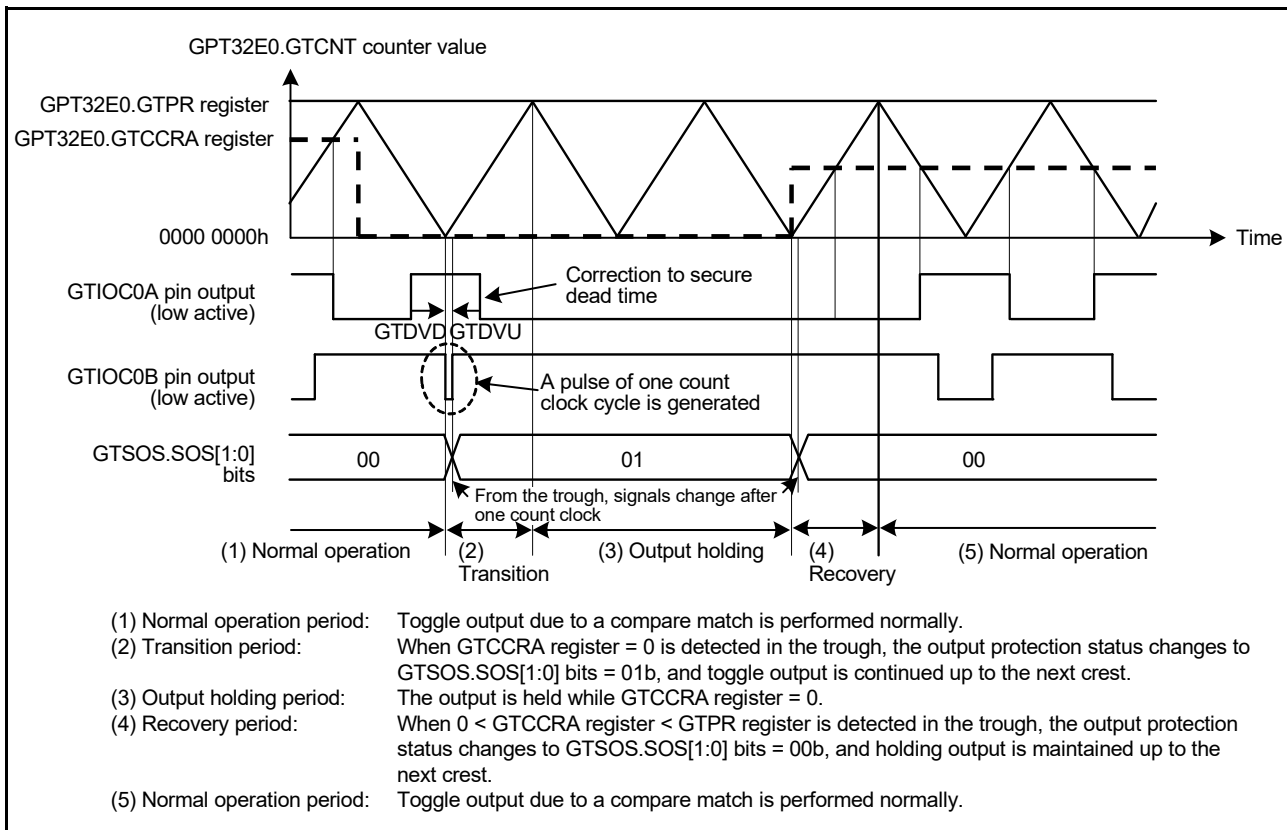 GPT32E0.GTCNT counter value
GPT32E0.GTPR register
GPT32E0.GTCCRA register
0000 0000h
Time
GTIOC0A pin output
(low active)
Correction to secure
dead time
GTDVD GTDVU
GTIOC0B pin output
(low active)
A pulse of one count
clock cycle is generated
GTSOS.SOS[1:0]
bits
00
01
00
From the trough, signals change after
one count clock
(1) Normal operation
(2)
Transition
(3) Output holding
(4)
Recovery
(5) Normal operation
(1) Normal operation period: Toggle output due to a compare match is performed normally.
(2) Transition period: When GTCCRA register = 0 is detected in the trough, the output protection status changes to
GTSOS.SOS[1:0] bits = 01b, and toggle output is continued up to the next crest.
(3) Output holding period: The output is held while GTCCRA register = 0.
(4) Recovery period: When 0 < GTCCRA register < GTPR register is detected in the trough, the output protection
status changes to GTSOS.SOS[1:0] bits = 00b, and holding output is maintained up to the
next crest.
(5) Normal operation period: Toggle output due to a compare match is performed normally.